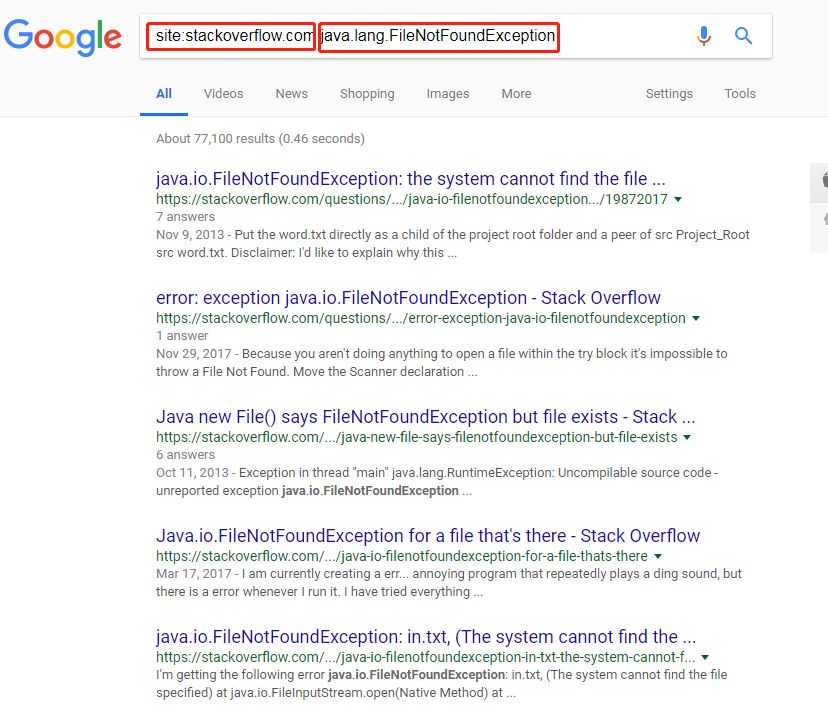 Google
site:stackoverflow.com java.lang.FileNotFoundException
All Videos News Shopping Images More Settings Tools
About 77,100 results (0.46 seconds)
java.io.FileNotFoundException: the system cannot find the file ...
https://stackoverflow.com/questions/.../java-io-filenotfoundexception.../19872017
7 answers
Nov 9, 2013 - Put the word.txt directly as a child of the project root folder and a peer of src Project_Root
src word.txt. Disclaimer: I'd like to explain why this ...
error: exception java.io.FileNotFoundException - Stack Overflow
https://stackoverflow.com/questions/.../error-exception-java-io-filenotfoundexception
1 answer
Nov 29, 2017 - Because you aren't doing anything to open a file within the try block it's impossible to
throw a File Not Found. Move the Scanner declaration ...
Java new File() says FileNotFoundException but file exists - Stack ...
https://stackoverflow.com/.../java-new-file-says-filenotfoundexception-but-file-exists
6 answers
Oct 11, 2013 - Exception in thread "main" java.lang.RuntimeException: Uncompilable source code -
unreported exception java.io.FileNotFoundException ...
Java.io.FileNotFoundException for a file that's there - Stack Overflow
https://stackoverflow.com/.../java-io-filenotfoundexception-for-a-file-thats-there
Mar 17, 2017 - I am currently creating a err... annoying program that repeatedly plays a ding sound, but
there is a error whenever I run it. I have tried everything ...
java.io.FileNotFoundException: in.txt, (The system cannot find the ...
https://stackoverflow.com/.../java-io-filenotfoundexception-in-txt-the-system-cannot-f...
I'm getting the following error java.io.FileNotFoundException: in.txt, (The system cannot find the file
specified) at java.io.FileInputStream.open(Native Method) at ...